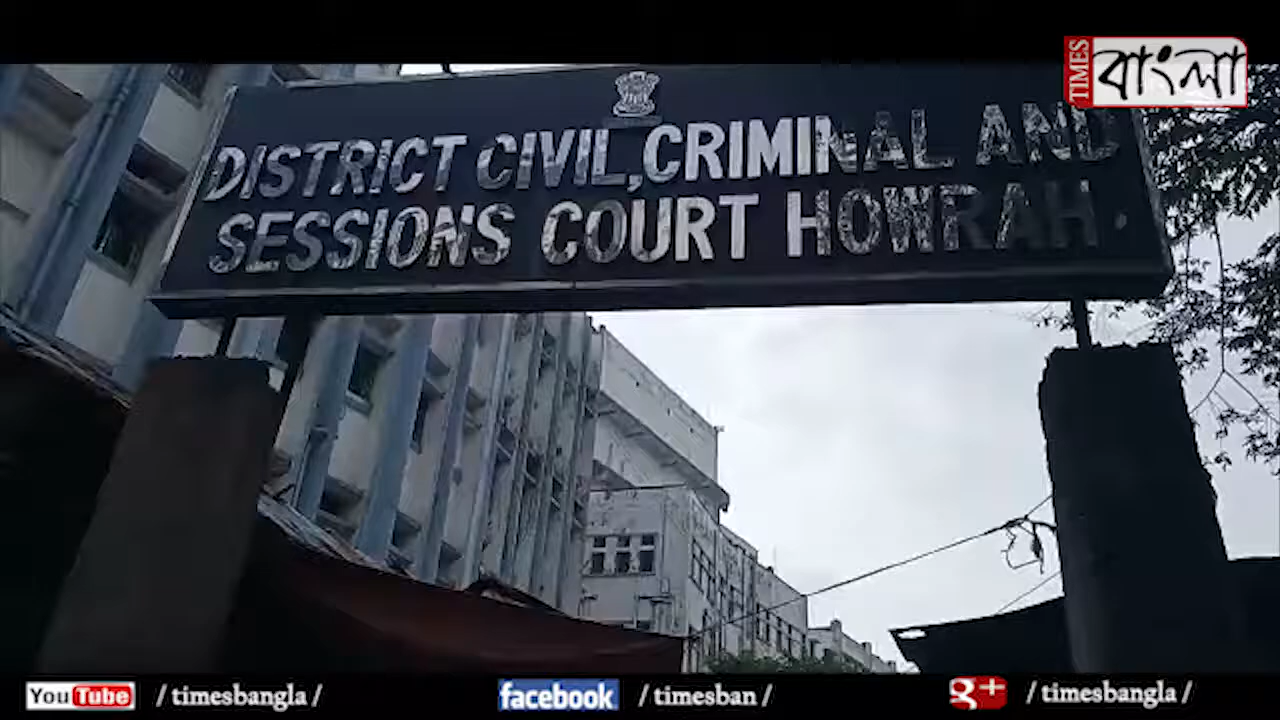 TIMES বাংলা
DISTRICT CIVIL,CRIMINAL AND
SESSIONS COURT HOWRAH.
YouTube /timesbangla/ facebook /timesban/ g+ /timesbangla/